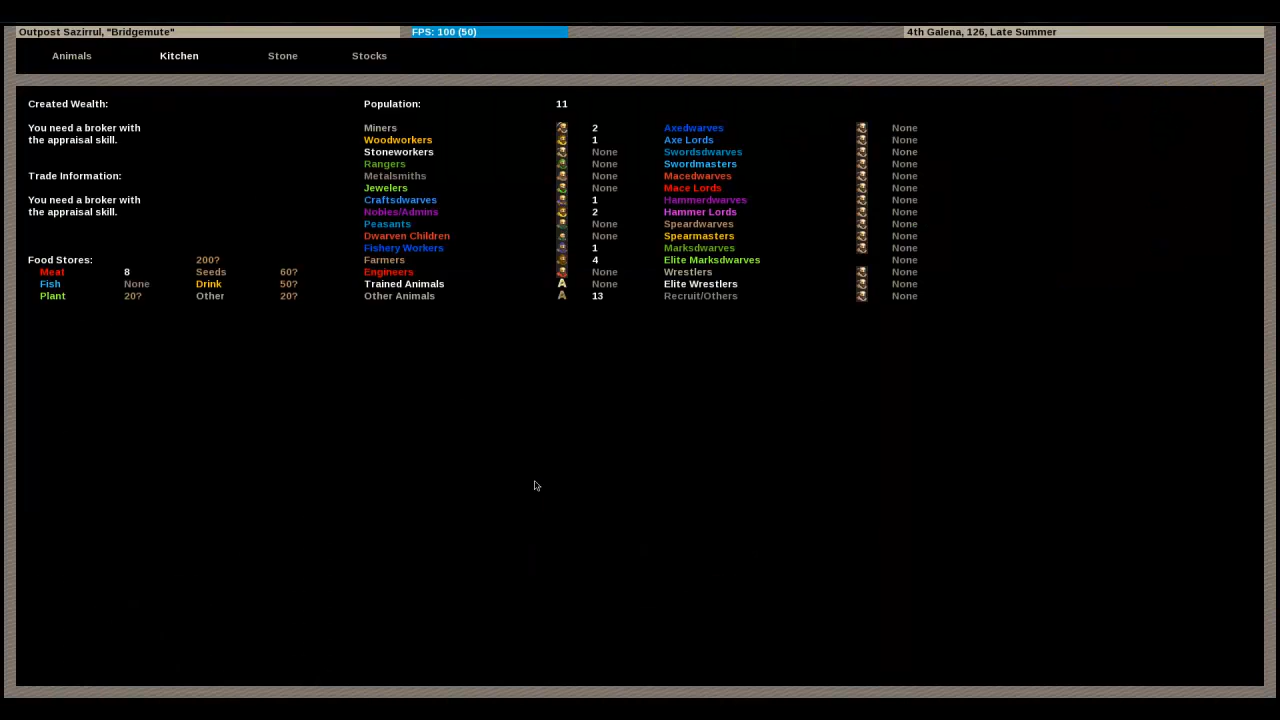 Outpost Sazirrul, "Bridgemute" FPS: 100 (50) 4th Galena, 126, Late Summer
Animals Kitchen Stone Stocks
Created Wealth: Population: 11
You need a broker with Miners 2 Axedwarves None
the appraisal skill. Woodworkers 1 Axe Lords None
Stoneworkers None Swordsdwarves None
Rangers None Swordmasters None
Trade Information: Metalsmiths None Macedwarves None
Jewelers None Mace Lords None
You need a broker with Craftsdwarves 1 Hammerdwarves None
the appraisal skill. Nobles/Admins 2 Hammer Lords None
Peasants None Speardwarves None
Dwarven Children None Spearmasters None
Fishery Workers 1 Marksdwarves None
Food Stores: 200? Farmers 4 Elite Marksdwarves None
Meat 8 Seeds 60? Engineers None Wrestlers None
Fish None Drink 50? Trained Animals A None Elite Wrestlers None
Plant 20? Other 20? Other Animals A 13 Recruit/Others None